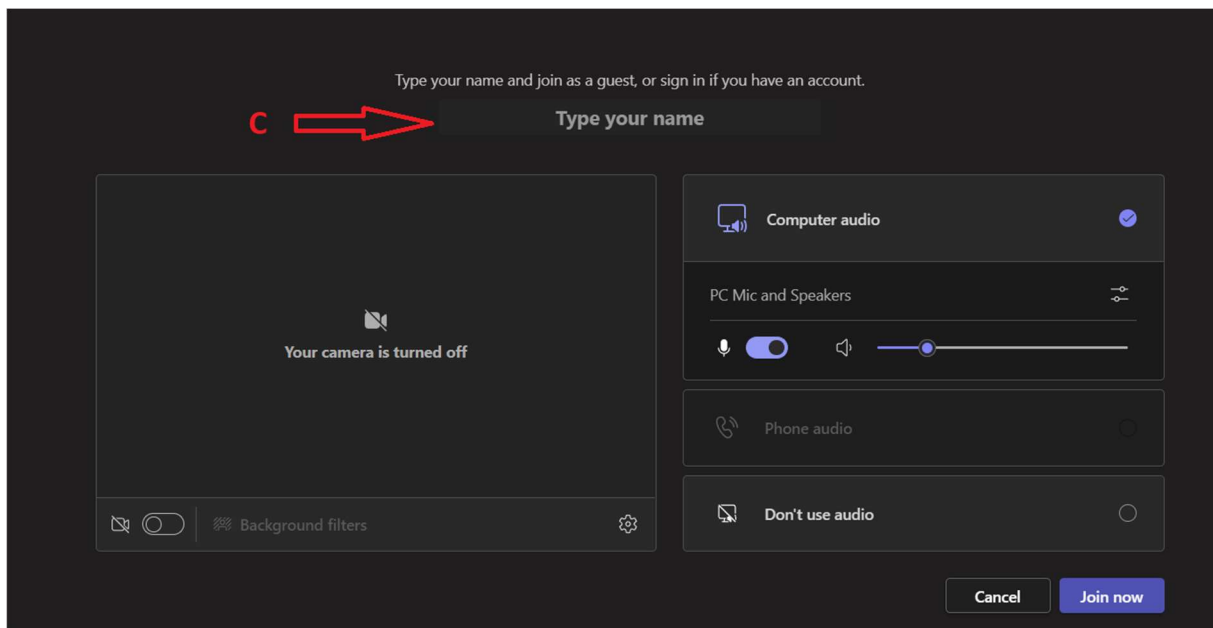 Type your name and join as a guest, or sign in if you have an account.
C
Type your name
Computer audio
PC Mic and Speakers
Your camera is turned off
Phone audio
Background filters
Don't use audio
Cancel
Join now